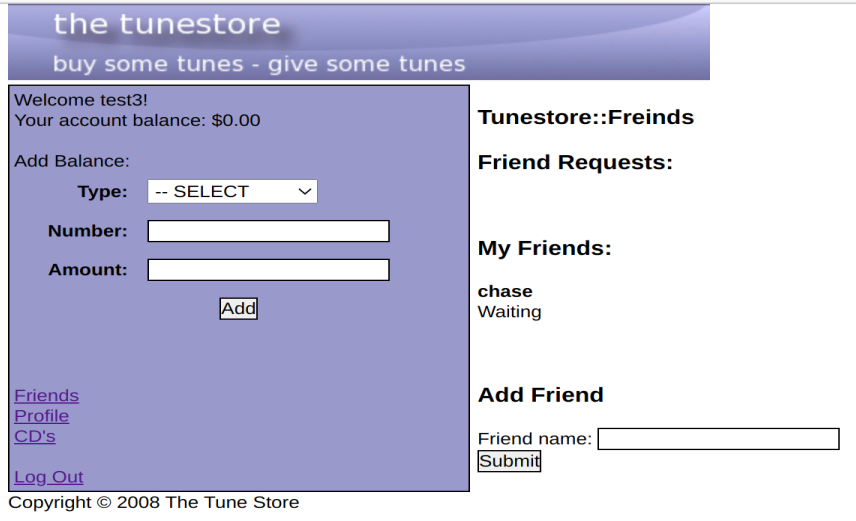 the tunestore
buy some tunes - give some tunes
Welcome test3!
Your account balance: $0.00
Add Balance:
Type: -- SELECT
Number:
Amount:
Add
Friends
Profile
CD's
Log Out
Tunestore::Freinds
Friend Requests:
My Friends:
chase
Waiting
Add Friend
Friend name:
Submit
Copyright © 2008 The Tune Store